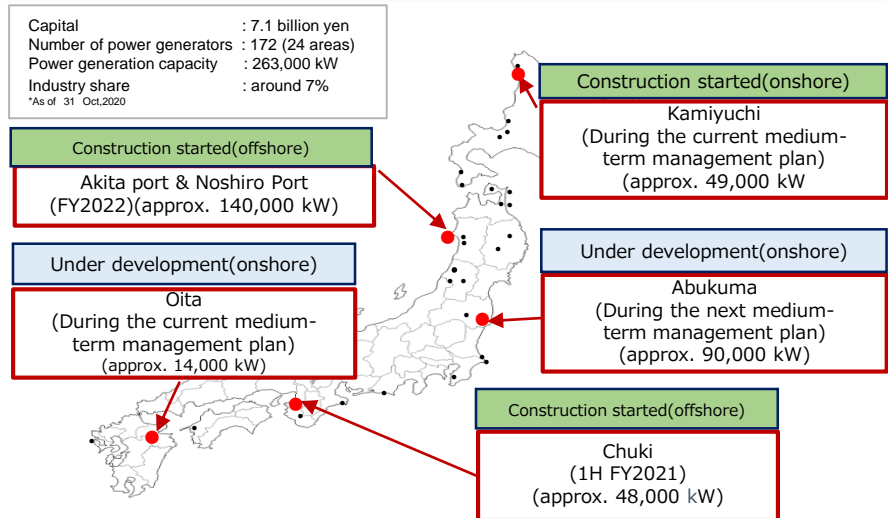 Capital : 7.1 billion yen
Number of power generators : 172 (24 areas)
Power generation capacity : 263,000 kW
Industry share : around 7%
*As of 31 Oct,2020
Construction started(onshore)
Kamiyuchi
(During the current medium-
term management plan)
(approx. 49,000 kW
Construction started(offshore)
Akita port & Noshiro Port
(FY2022)(approx. 140,000 kW)
Under development(onshore)
Oita
(During the current medium-
term management plan)
(approx. 14,000 kW)
Under development(onshore)
Abukuma
(During the next medium-
term management plan)
(approx. 90,000 kW)
Construction started(offshore)
Chuki
(1H FY2021)
(approx. 48,000 kW)